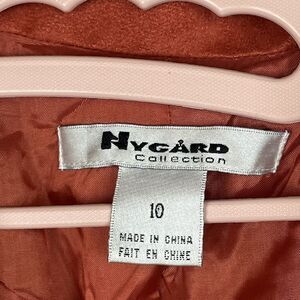 NYGÅRD
Collection
10
MADE IN CHINA
FAIT EN CHINE